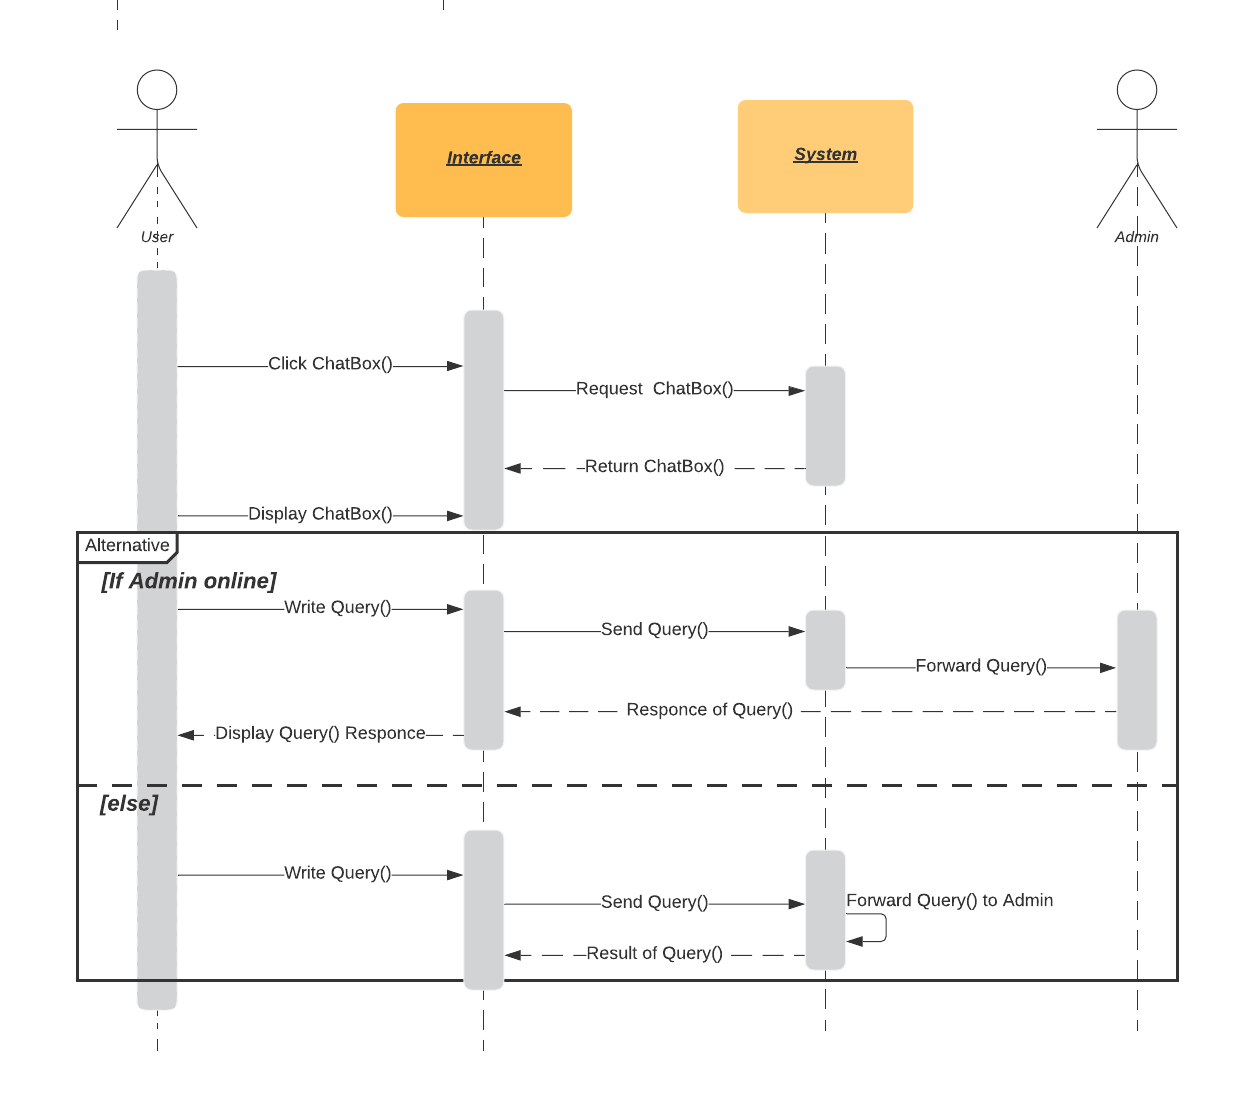 User
Interface
System
Admin
Click ChatBox()
Request  ChatBox()
Return ChatBox()
Display ChatBox()
Alternative
[If Admin online]
Write Query()
Send Query()
Forward Query()
Responce of Query()
Display Query() Responce
[else]
Write Query()
Send Query()
Forward Query() to Admin
Result of Query()